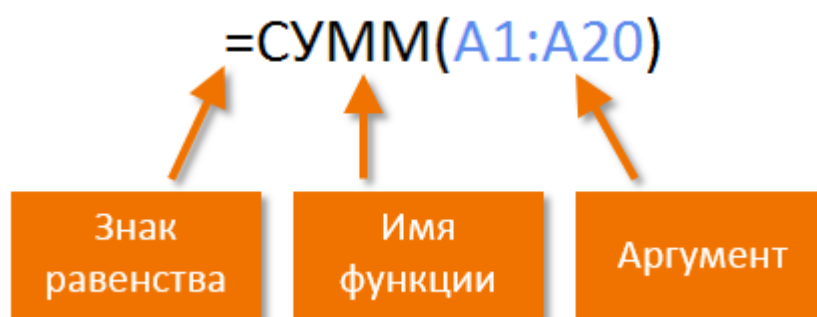 =СУММ(A1:A20)
Знак
равенства
Имя
функции
Аргумент